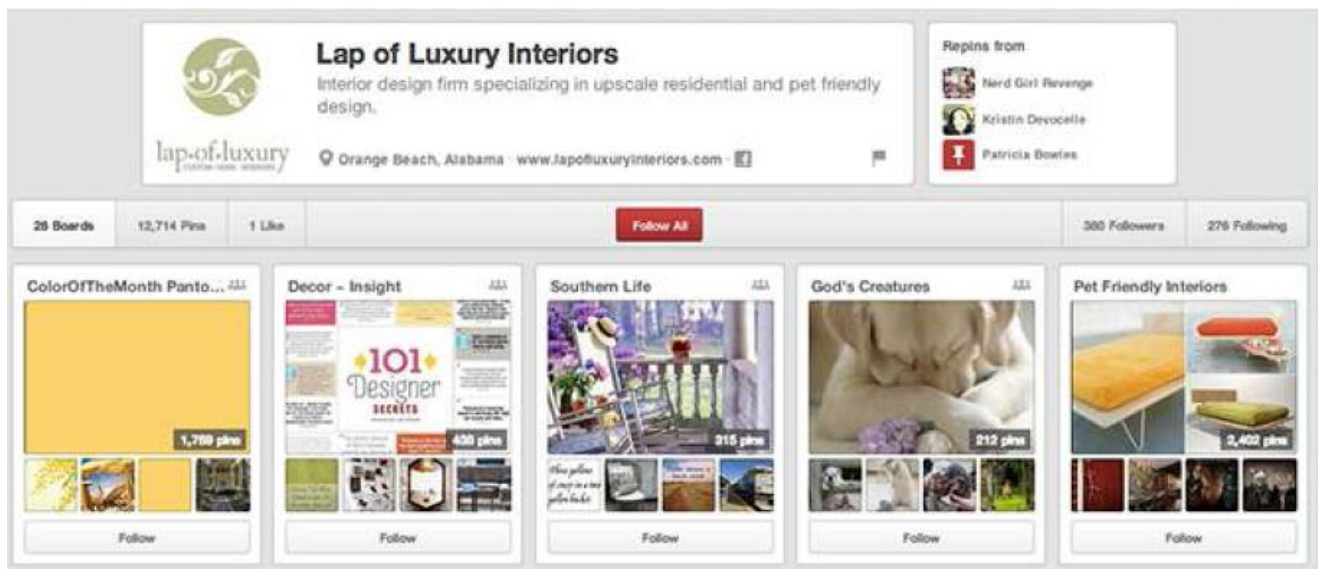 Lap of Luxury Interiors
Interior design firm specializing in upscale residential and pet friendly
design.
lap·of·luxury
Orange Beach, Alabama · www.lapofluxuryinteriors.com ·
Repins from
Nerd Girl Revenge
Kristin Devocelle
Patricia Bowles
26 Boards
12,714 Pins
1 Like
Follow All
380 Followers
276 Following
ColorOfTheMonth Panto...
1,769 pins
Follow
Decor – Insight
101
Designer
SECRETS
438 pins
Follow
Southern Life
315 pins
Follow
God's Creatures
212 pins
Follow
Pet Friendly Interiors
2,402 pins
Follow